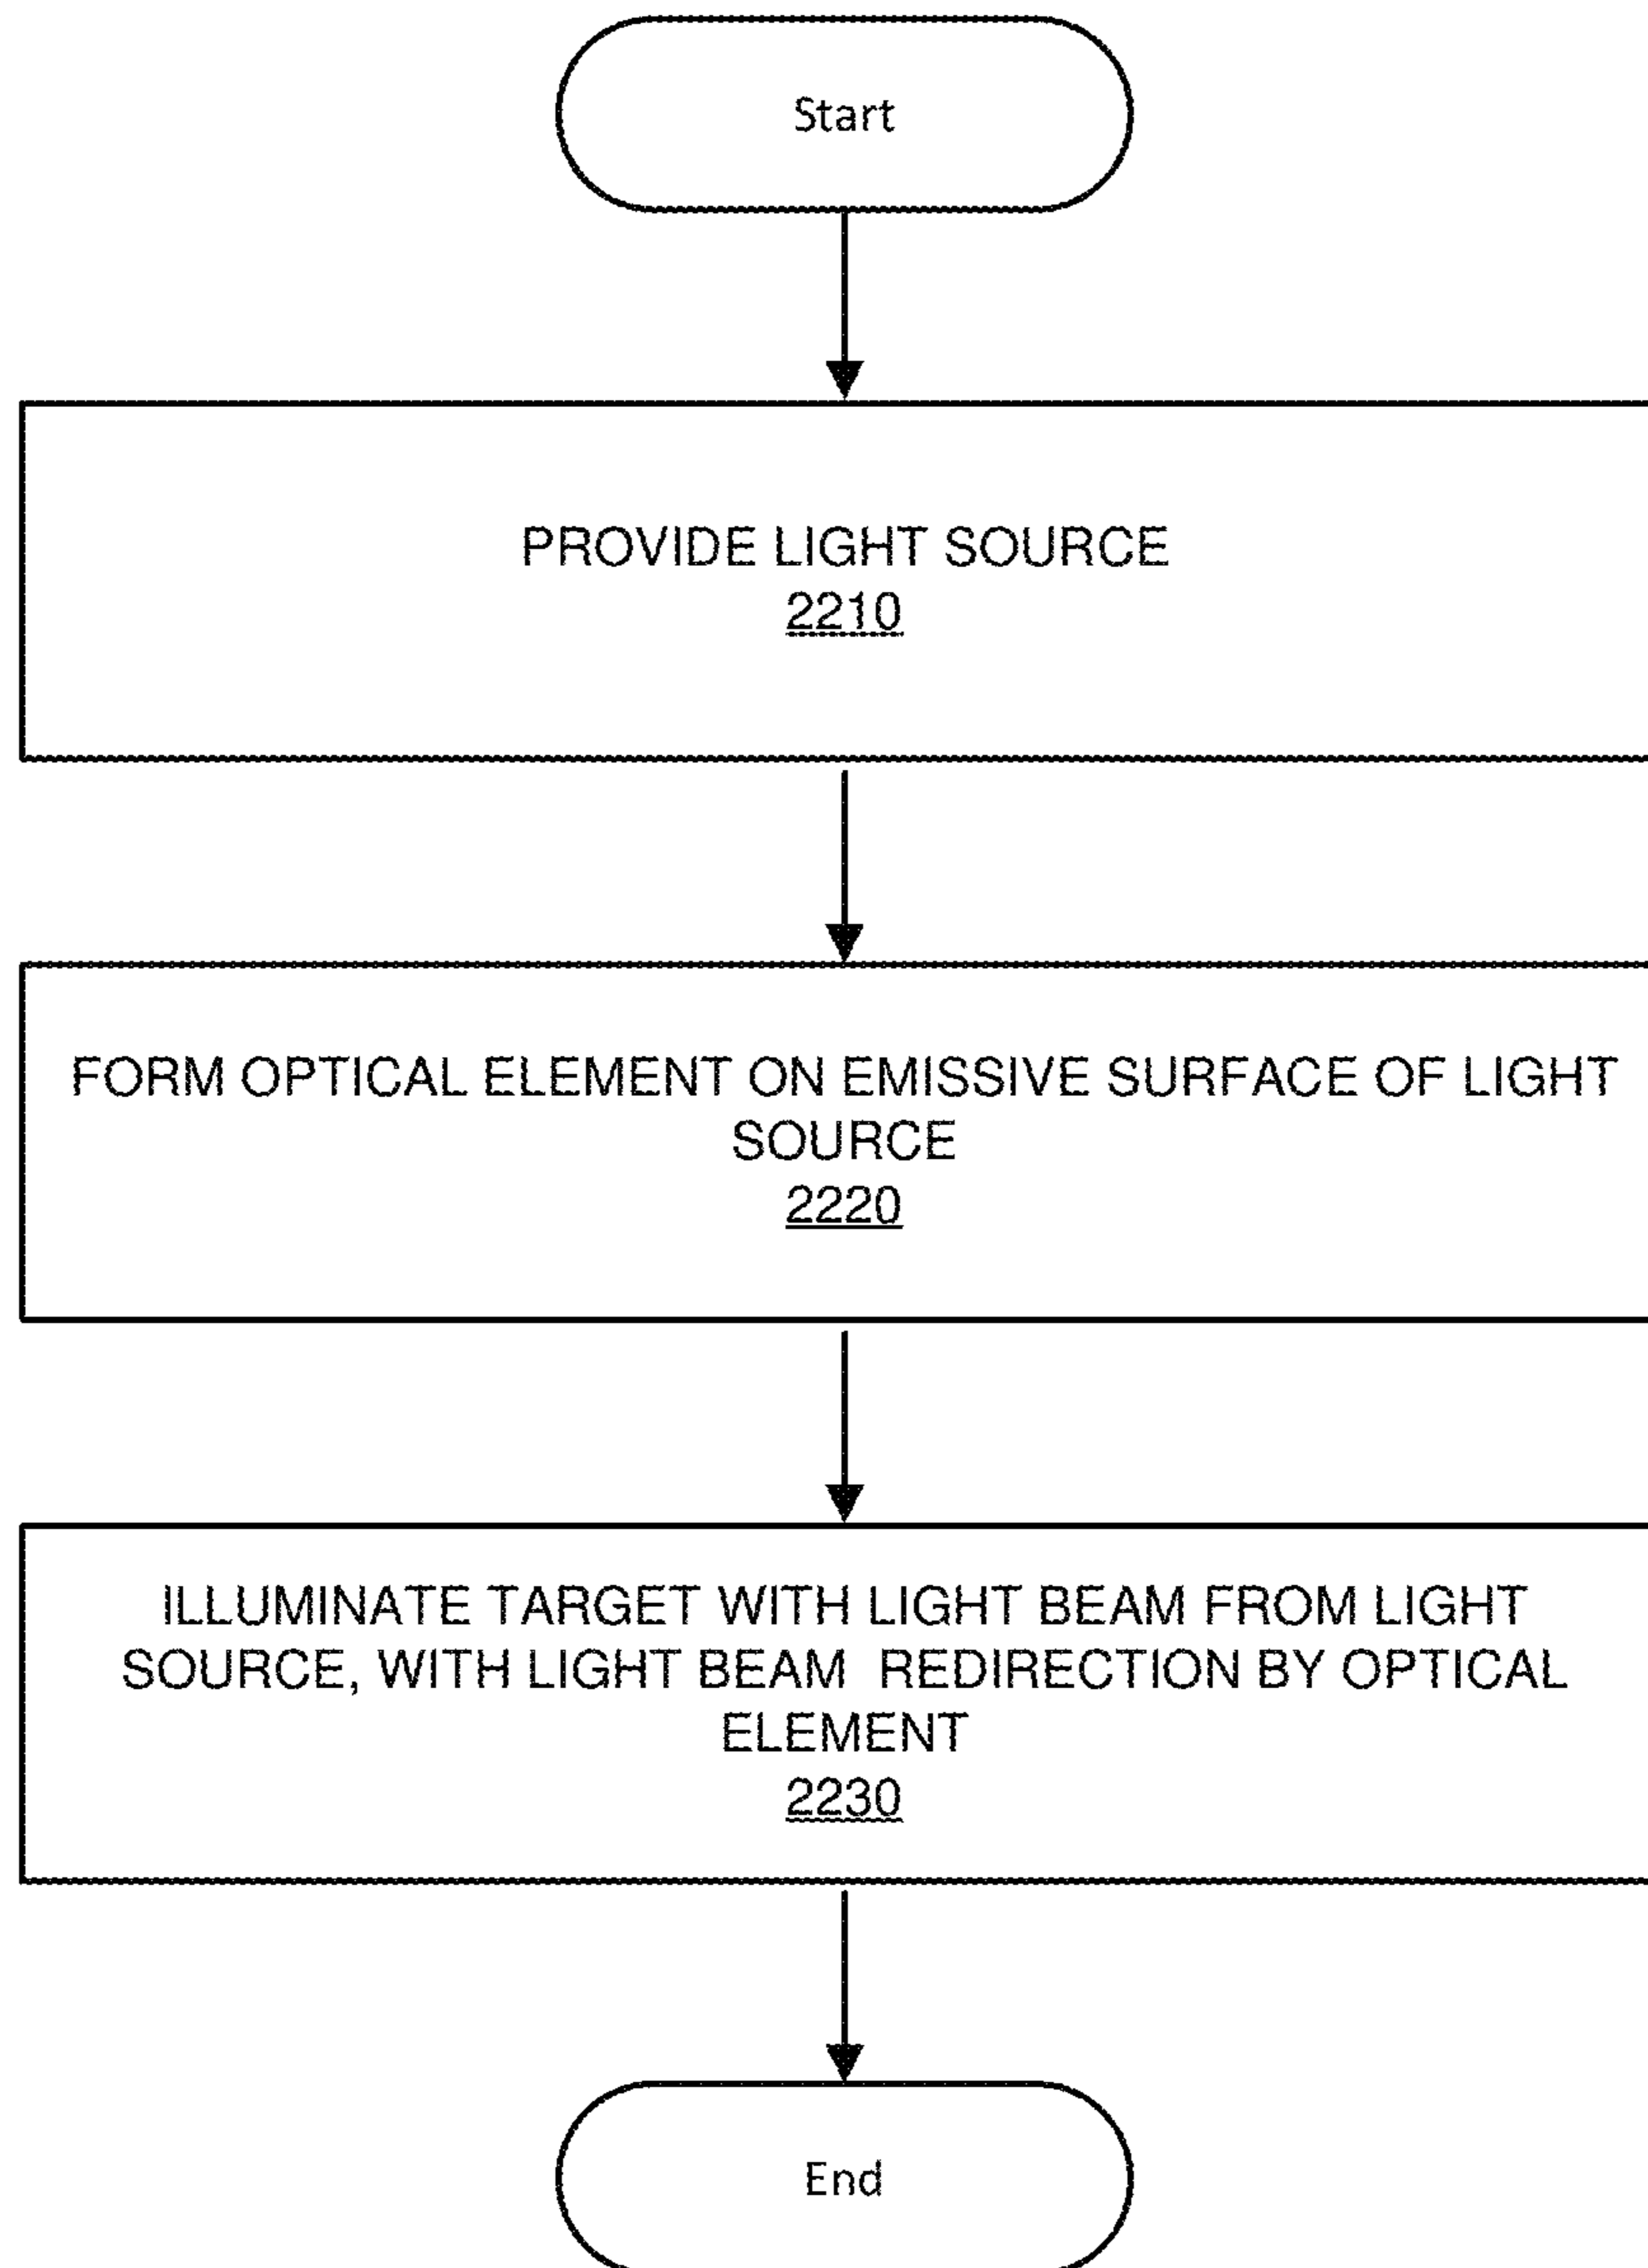 Start
PROVIDE LIGHT SOURCE
2210
FORM OPTICAL ELEMENT ON EMISSIVE SURFACE OF LIGHT
SOURCE
2220
ILLUMINATE TARGET WITH LIGHT BEAM FROM LIGHT
SOURCE, WITH LIGHT BEAM  REDIRECTION BY OPTICAL
ELEMENT
2230
End